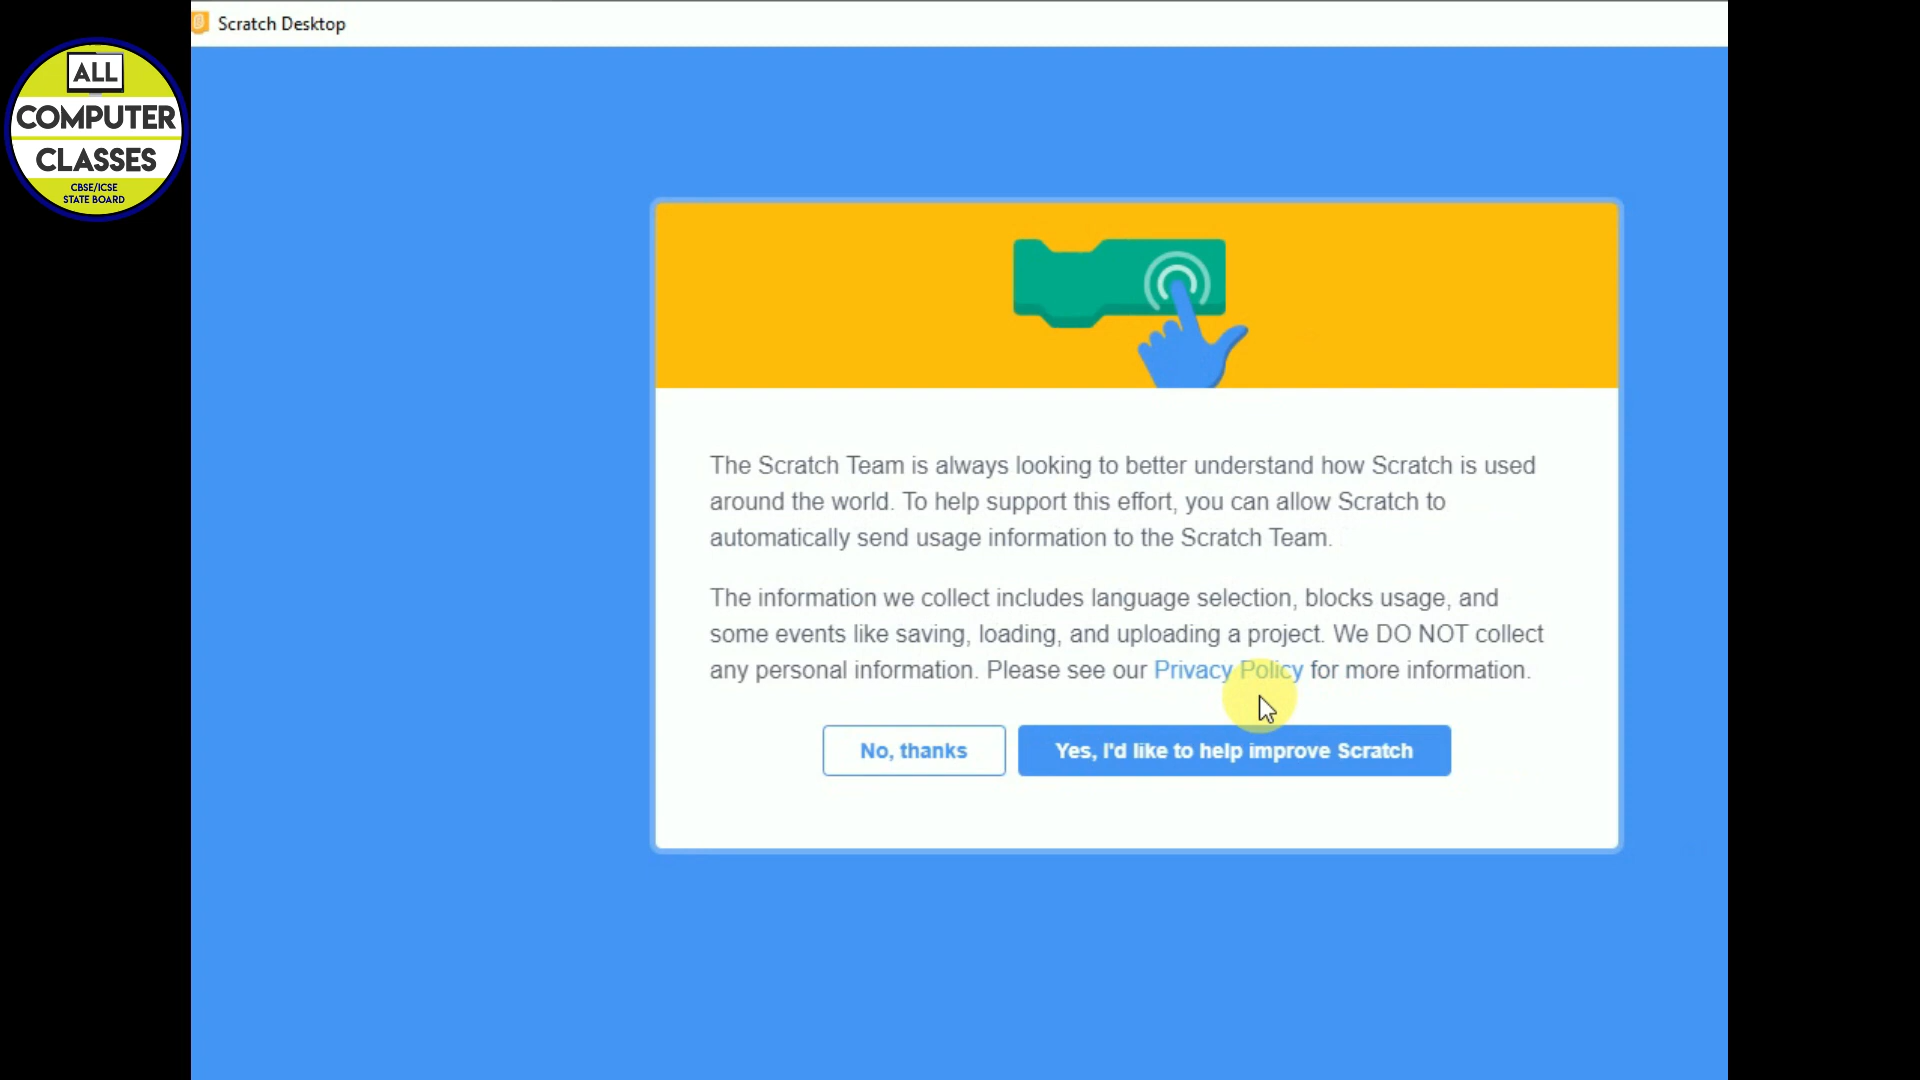 Scratch Desktop
ALL
COMPUTER
CLASSES
CBSE/ICSE
STATE BOARD
The Scratch Team is always looking to better understand how Scratch is used
around the world. To help support this effort, you can allow Scratch to
automatically send usage information to the Scratch Team.
The information we collect includes language selection, blocks usage, and
some events like saving, loading, and uploading a project. We DO NOT collect
any personal information. Please see our Privacy Policy for more information.
No, thanks
Yes, I'd like to help improve Scratch